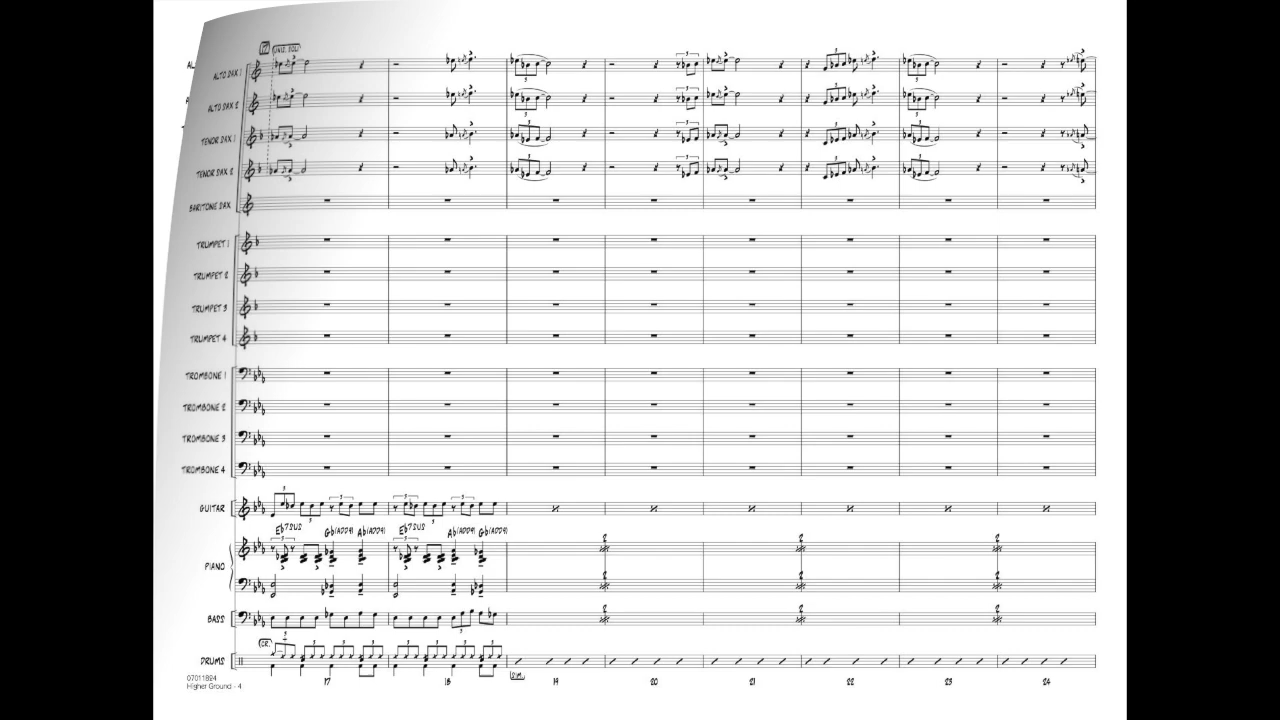 17 UNIS. SOLI
ALTO SAX 1
ALTO SAX 2
TENOR SAX 1
TENOR SAX 2
BARITONE SAX
TRUMPET 1
TRUMPET 2
TRUMPET 3
TRUMPET 4
TROMBONE 1
TROMBONE 2
TROMBONE 3
TROMBONE 4
GUITAR
Eb7SUS Gb(ADD9) Ab(ADD9) Eb7SUS Ab(ADD9) Gb(ADD9)
PIANO
BASS
DRUMS
SIM.
17 18 19 20 21 22 23 24
07011824
Higher Ground - 4